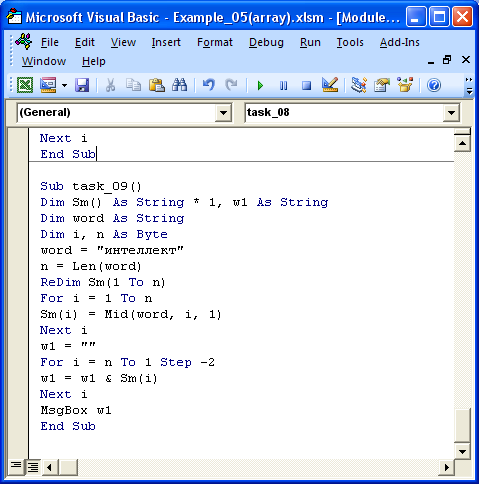 Microsoft Visual Basic - Example_05(array).xlsm - [Module...
File Edit View Insert Format Debug Run Tools Add-Ins
Window Help
(General) task_08
Next i
End Sub
Sub task_09()
Dim Sm() As String * 1, w1 As String
Dim word As String
Dim i, n As Byte
word = "интеллект"
n = Len(word)
ReDim Sm(1 To n)
For i = 1 To n
Sm(i) = Mid(word, i, 1)
Next i
w1 = ""
For i = n To 1 Step -2
w1 = w1 & Sm(i)
Next i
MsgBox w1
End Sub